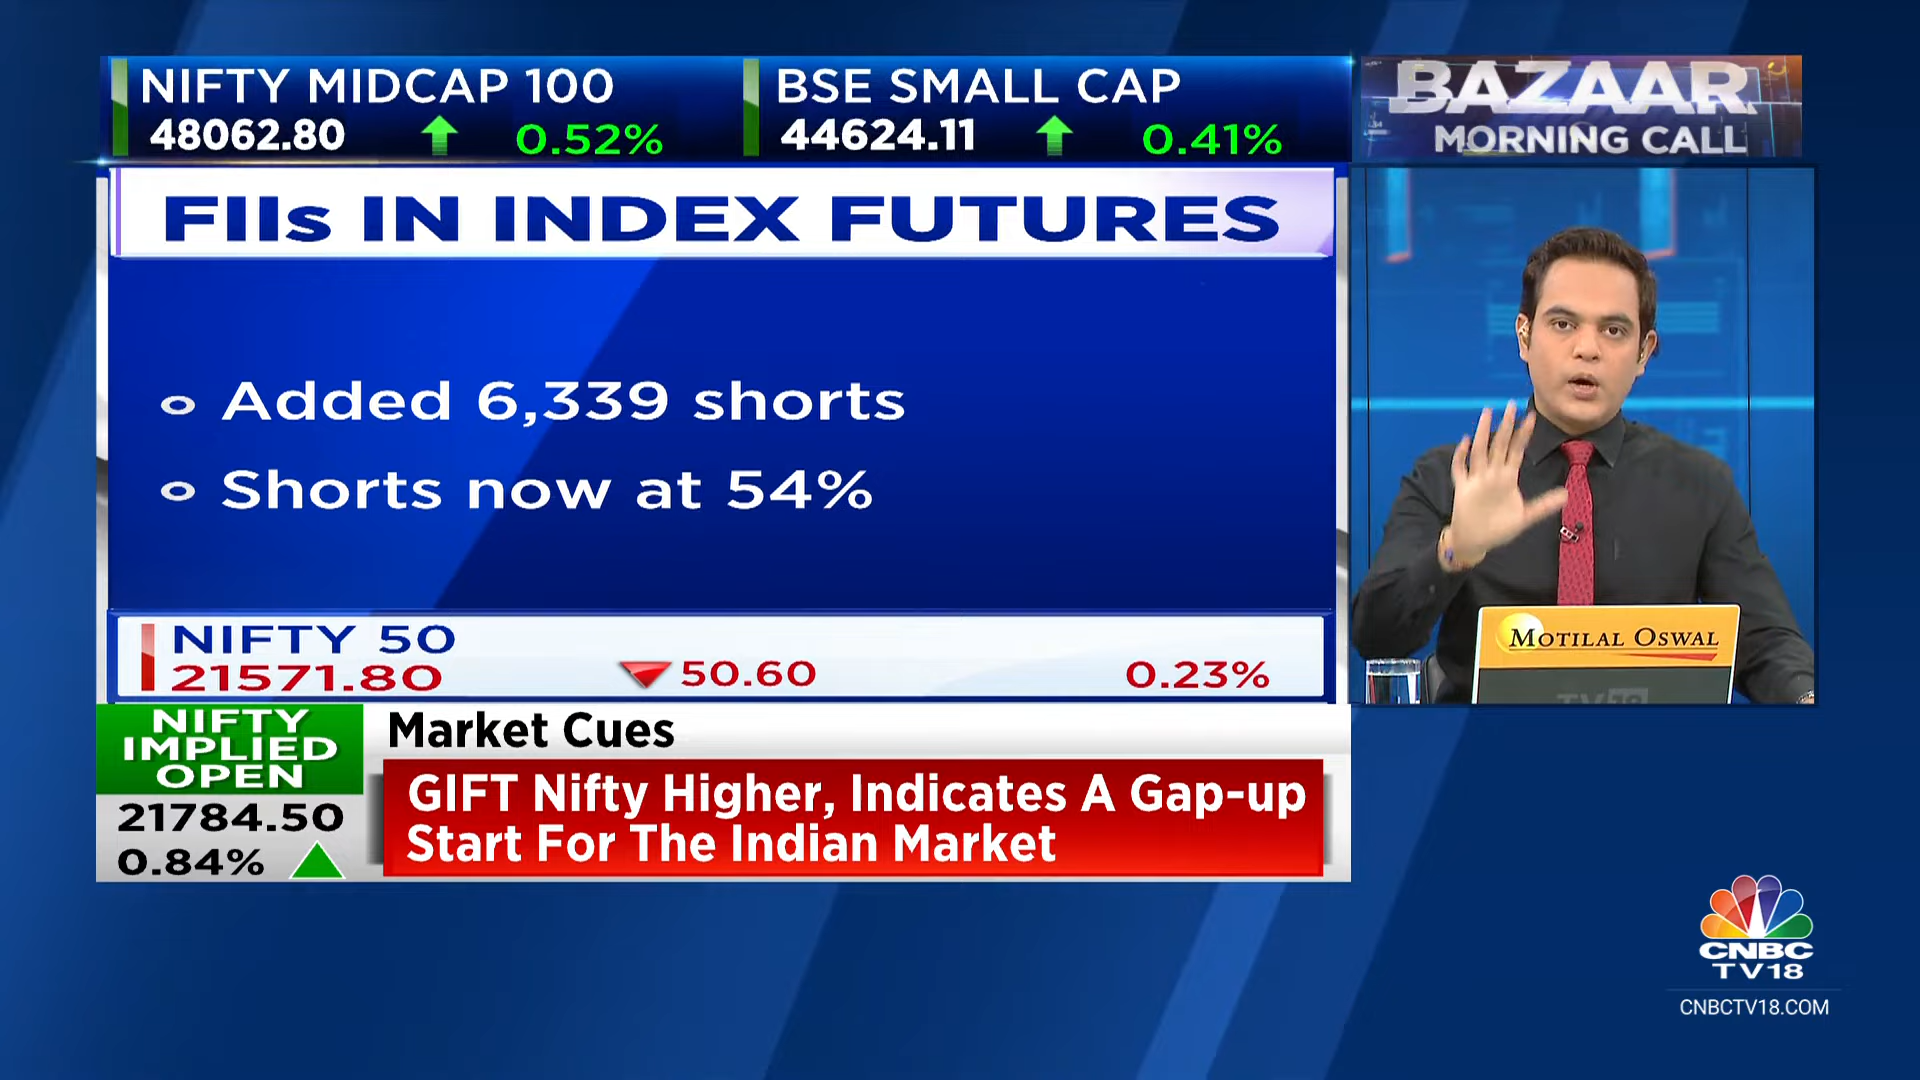 NIFTY MIDCAP 100
48062.80 0.52%
BSE SMALL CAP
44624.11 0.41%
BAZAAR
MORNING CALL
FIIs IN INDEX FUTURES
Added 6,339 shorts
Shorts now at 54%
NIFTY 50
21571.80 50.60 0.23%
MOTILAL OSWAL
TV18
NIFTY
IMPLIED
OPEN
21784.50
0.84%
Market Cues
GIFT Nifty Higher, Indicates A Gap-up
Start For The Indian Market
CNBC
TV18
CNBCTV18.COM